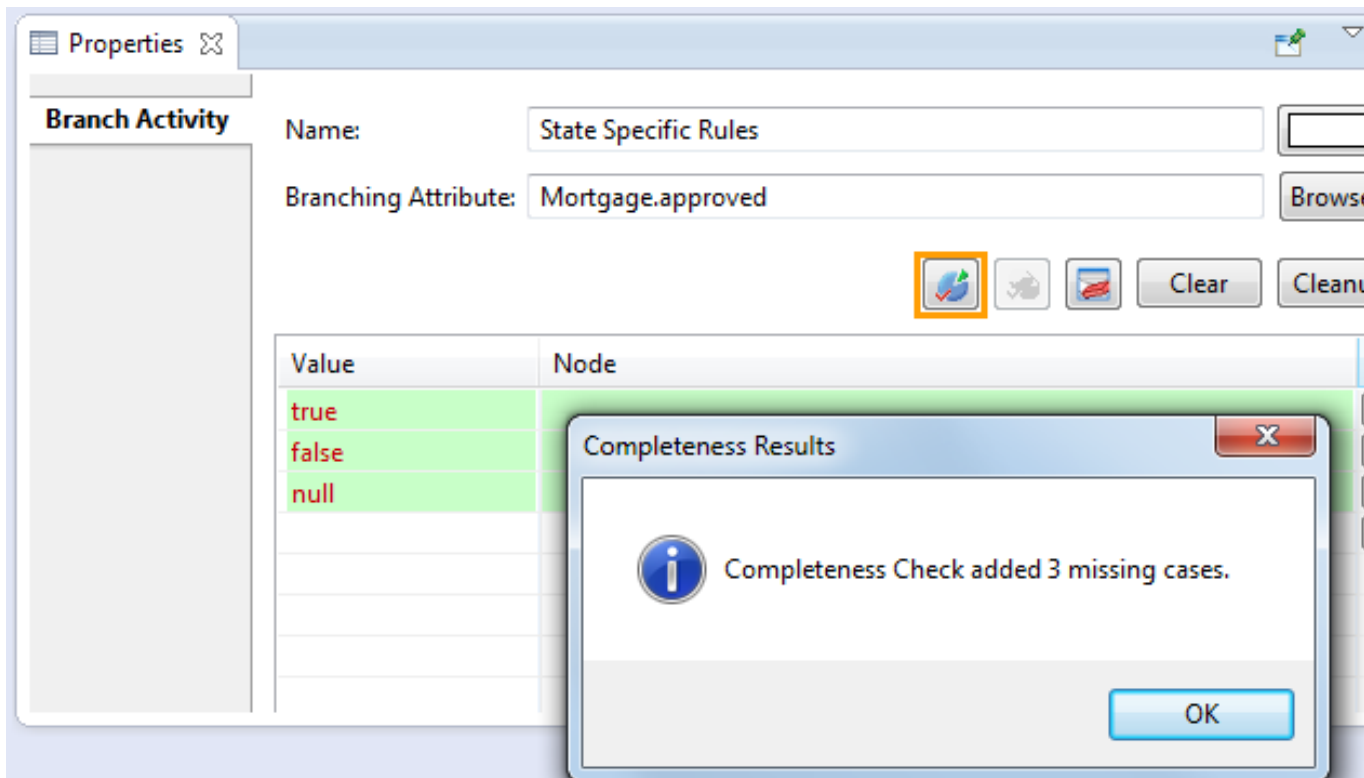 Properties
Branch Activity
Name: State Specific Rules
Branching Attribute: Mortgage.approved Browse
Clear Cleanu
Value Node
true
false
null
Completeness Results
i
Completeness Check added 3 missing cases.
OK